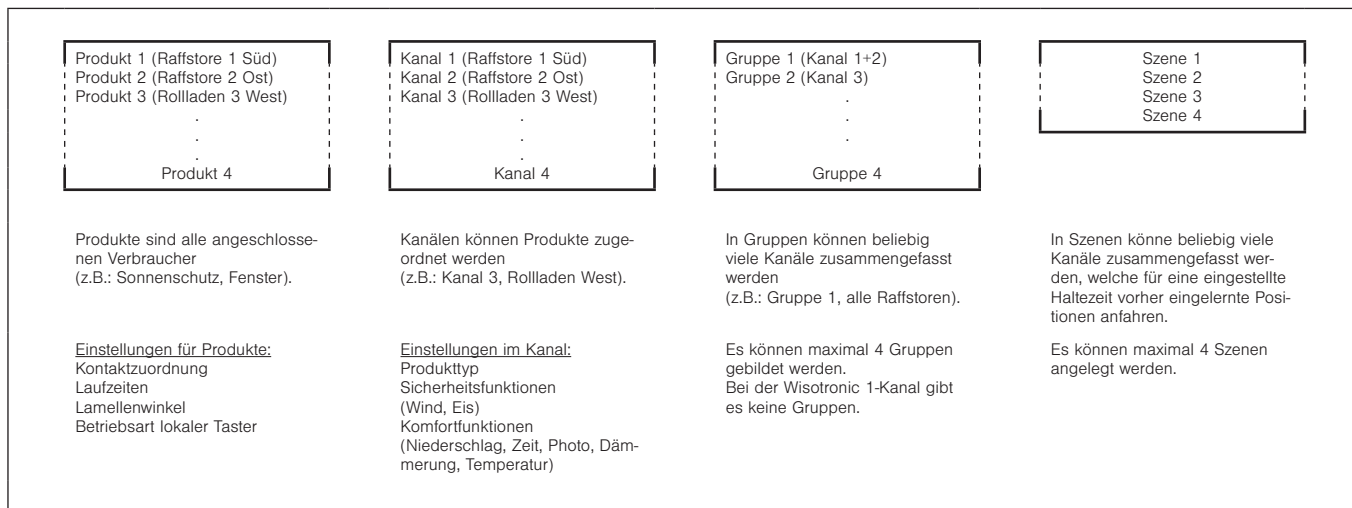 Produkt 1 (Raffstore 1 Süd)
Produkt 2 (Raffstore 2 Ost)
Produkt 3 (Rollladen 3 West)
.
.
.
Produkt 4
Kanal 1 (Raffstore 1 Süd)
Kanal 2 (Raffstore 2 Ost)
Kanal 3 (Rollladen 3 West)
.
.
.
Kanal 4
Gruppe 1 (Kanal 1+2)
Gruppe 2 (Kanal 3)
.
.
.
Gruppe 4
Szene 1
Szene 2
Szene 3
Szene 4
Produkte sind alle angeschlosse-
nen Verbraucher
(z.B.: Sonnenschutz, Fenster).
Kanälen können Produkte zuge-
ordnet werden
(z.B.: Kanal 3, Rollladen West).
In Gruppen können beliebig
viele Kanäle zusammengefasst
werden
(z.B.: Gruppe 1, alle Raffstoren).
In Szenen könne beliebig viele
Kanäle zusammengefasst wer-
den, welche für eine eingestellte
Haltezeit vorher eingelernte Posi-
tionen anfahren.
Einstellungen für Produkte:
Kontaktzuordnung
Laufzeiten
Lamellenwinkel
Betriebsart lokaler Taster
Einstellungen im Kanal:
Produkttyp
Sicherheitsfunktionen
(Wind, Eis)
Komfortfunktionen
(Niederschlag, Zeit, Photo, Däm-
merung, Temperatur)
Es können maximal 4 Gruppen
gebildet werden.
Bei der Wisotronic 1-Kanal gibt
es keine Gruppen.
Es können maximal 4 Szenen
angelegt werden.